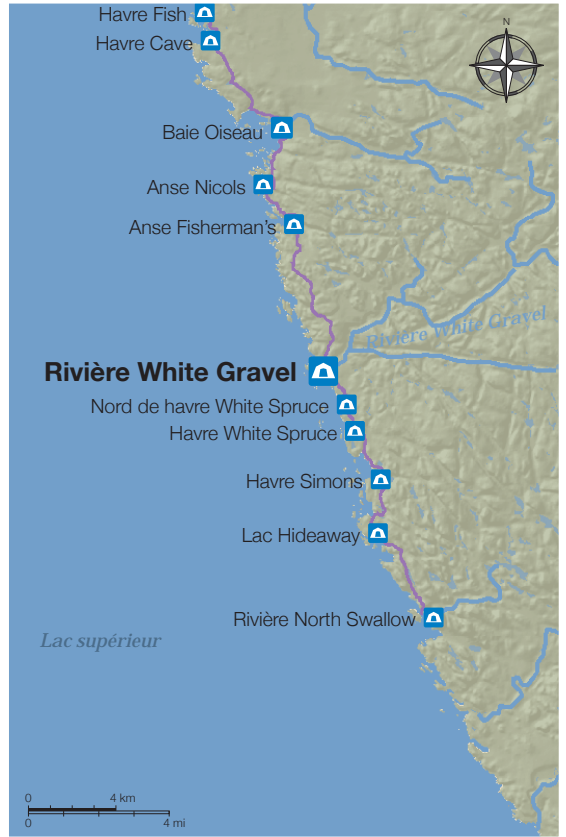 Havre Fish
N
Havre Cave
Baie Oiseau
Anse Nicols
Anse Fisherman's
Rivière White Gravel
Rivière White Gravel
Nord de havre White Spruce
Havre White Spruce
Havre Simons
Lac Hideaway
Rivière North Swallow
Lac supérieur
0 4 km
0 4 mi